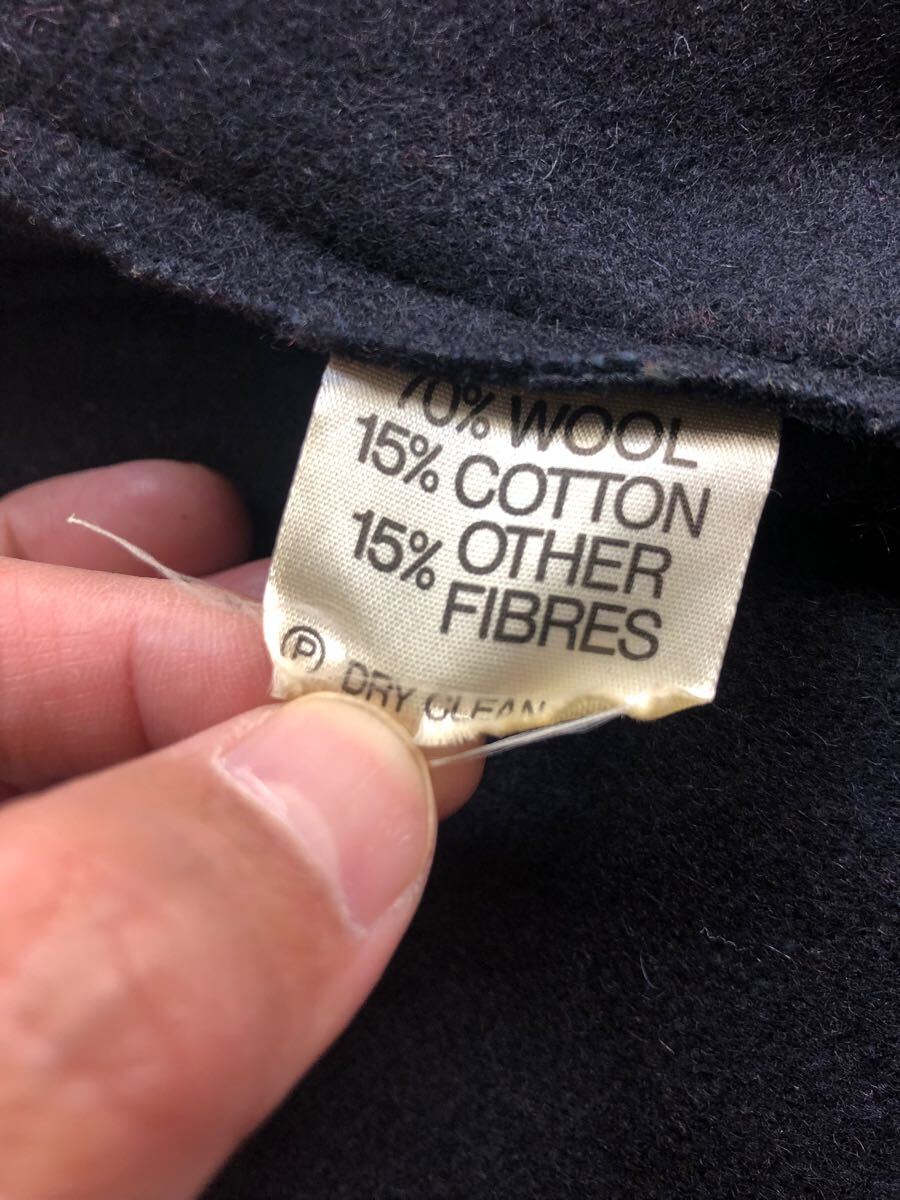 70% WOOL
15% COTTON
15% OTHER
FIBRES
Ⓟ DRY CLEAN